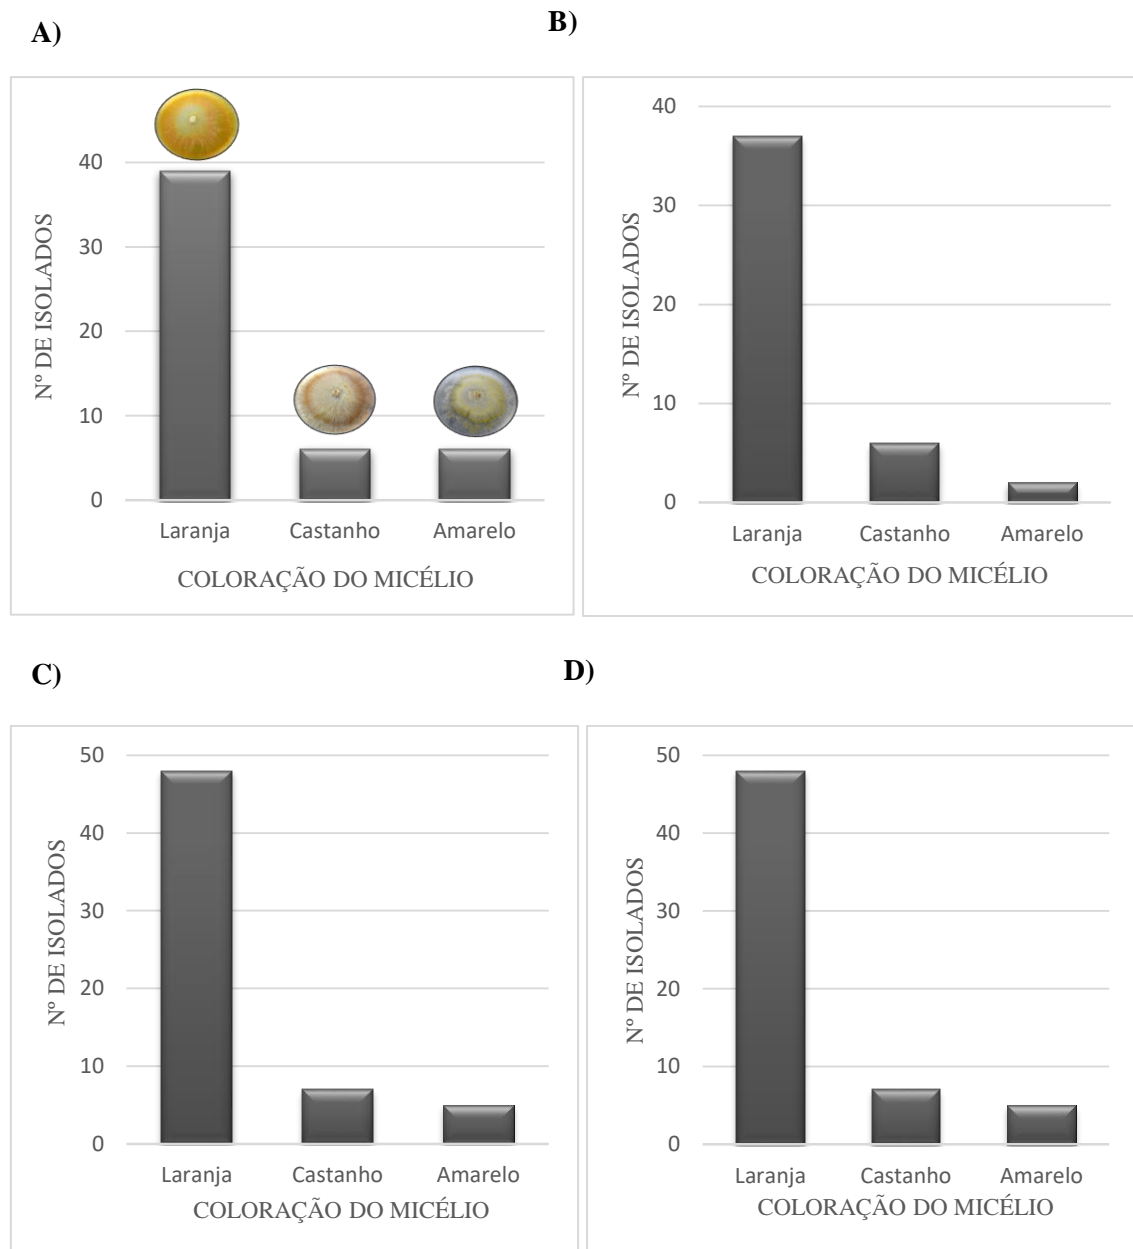 A)
B)
Nº DE ISOLADOS
40
30
20
10
0
Laranja Castanho Amarelo
COLORAÇÃO DO MICÉLIO
Nº DE ISOLADOS
40
30
20
10
0
Laranja Castanho Amarelo
COLORAÇÃO DO MICÉLIO
C)
D)
Nº DE ISOLADOS
50
40
30
20
10
0
Laranja Castanho Amarelo
COLORAÇÃO DO MICÉLIO
Nº DE ISOLADOS
50
40
30
20
10
0
Laranja Castanho Amarelo
COLORAÇÃO DO MICÉLIO